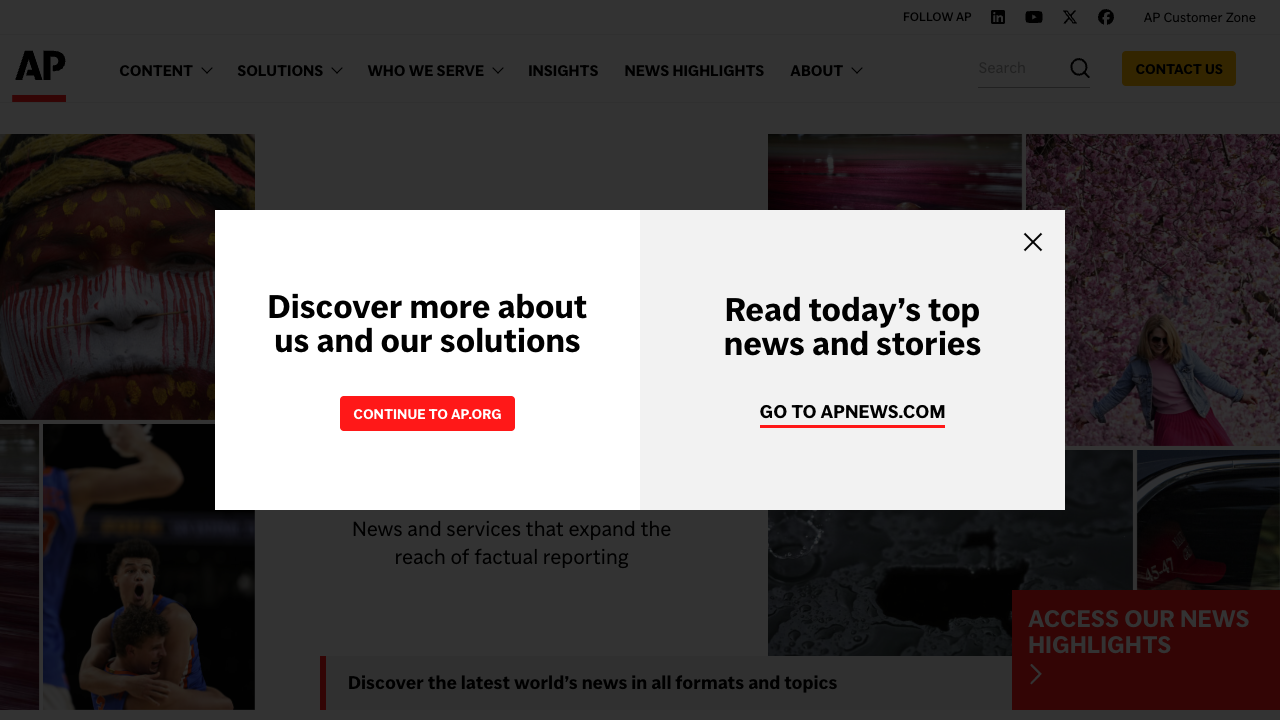 FOLLOW AP
AP Customer Zone
AP
CONTENT
SOLUTIONS
WHO WE SERVE
INSIGHTS
NEWS HIGHLIGHTS
ABOUT
Search
CONTACT US
Discover more about
us and our solutions
CONTINUE TO AP.ORG
Read today’s top
news and stories
GO TO APNEWS.COM
News and services that expand the
reach of factual reporting
45-47
ACCESS OUR NEWS
HIGHLIGHTS
Discover the latest world’s news in all formats and topics